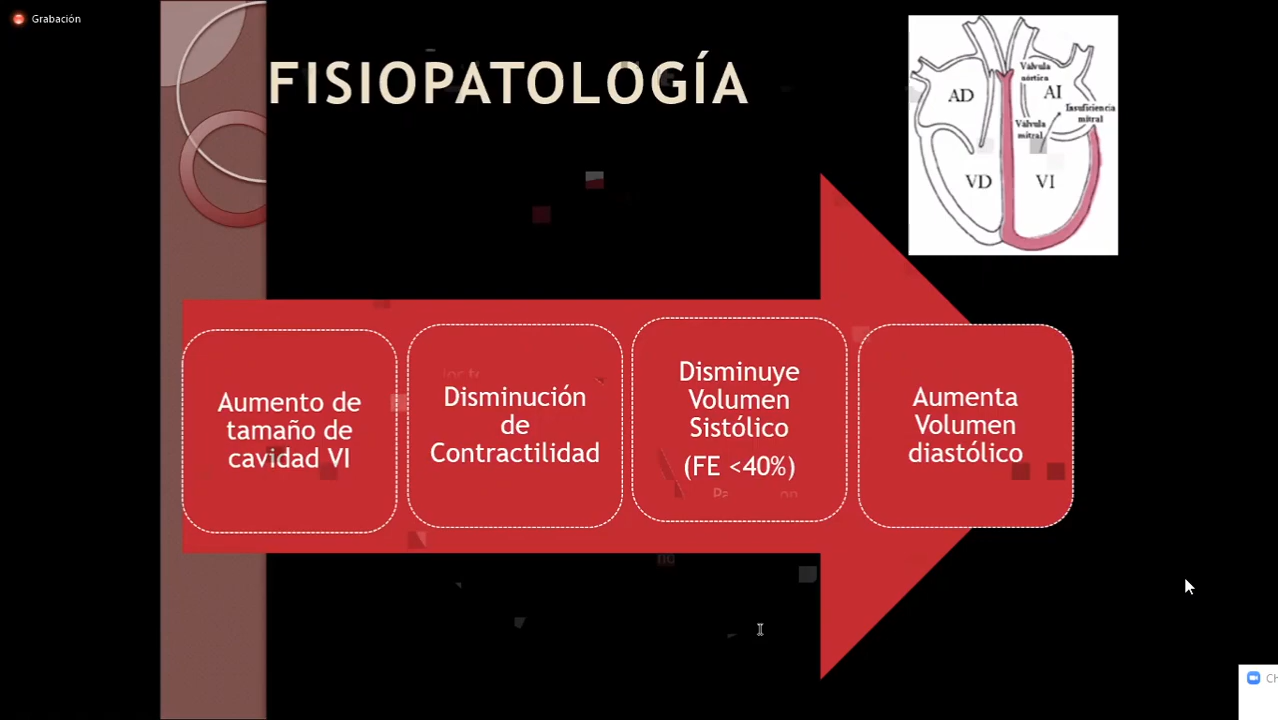 Grabación
FISIOPATOLOGÍA
Válvula
aórtica
AD
AI
Insuficiencia
mitral
Válvula
mitral
VD
VI
Aumento de
tamaño de
cavidad VI
Disminución
de
Contractilidad
Disminuye
Volumen
Sistólico
(FE <40%)
Aumenta
Volumen
diastólico